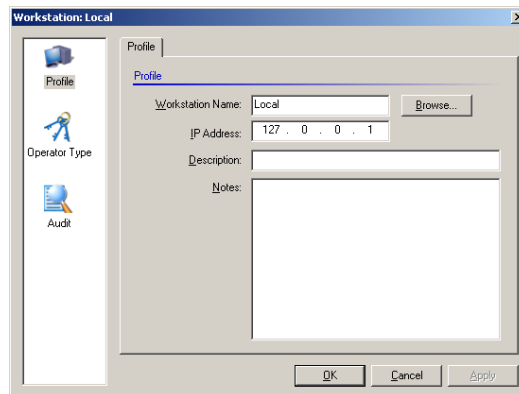 Workstation: Local
Profile
Operator Type
Audit
Profile
Profile
Workstation Name: Local Browse...
IP Address: 127 . 0 . 0 . 1
Description:
Notes:
OK Cancel Apply